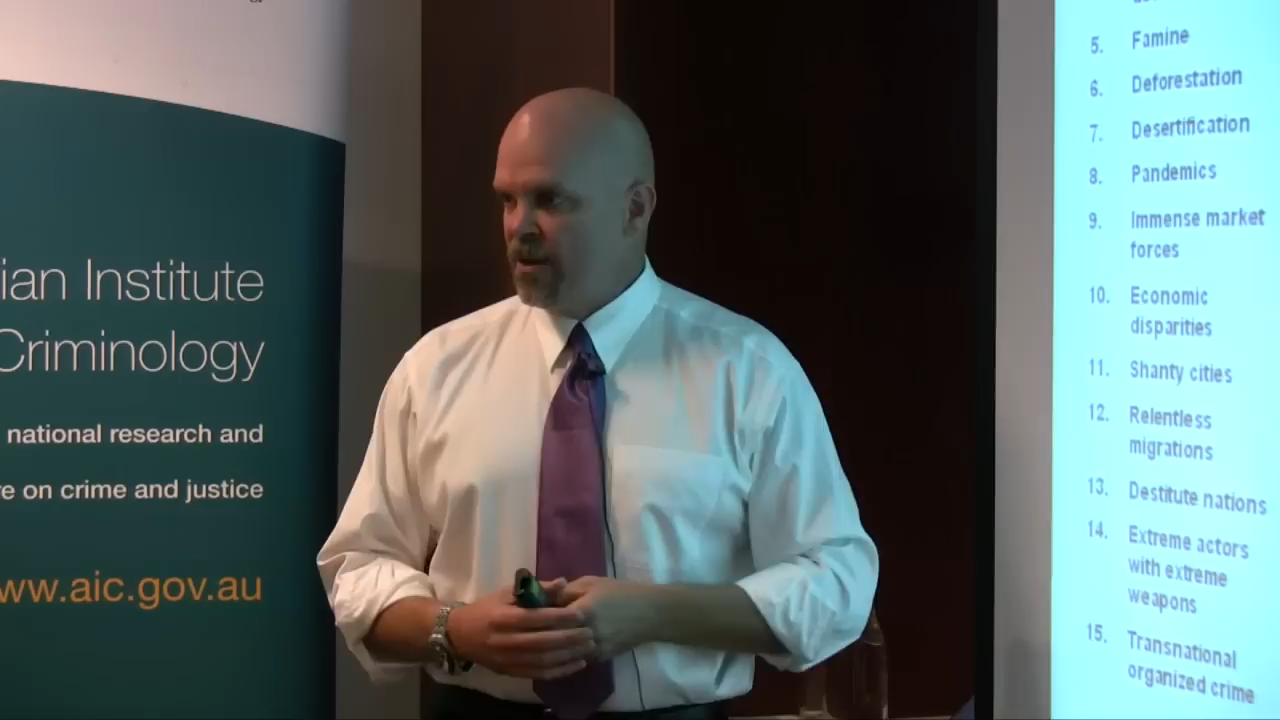 ian Institute
Criminology
national research and
re on crime and justice
ww.aic.gov.au
5. Famine
6. Deforestation
7. Desertification
8. Pandemics
9. Immense market
forces
10. Economic
disparities
11. Shanty cities
12. Relentless
migrations
13. Destitute nations
14. Extreme actors
with extreme
weapons
15. Transnational
organized crime